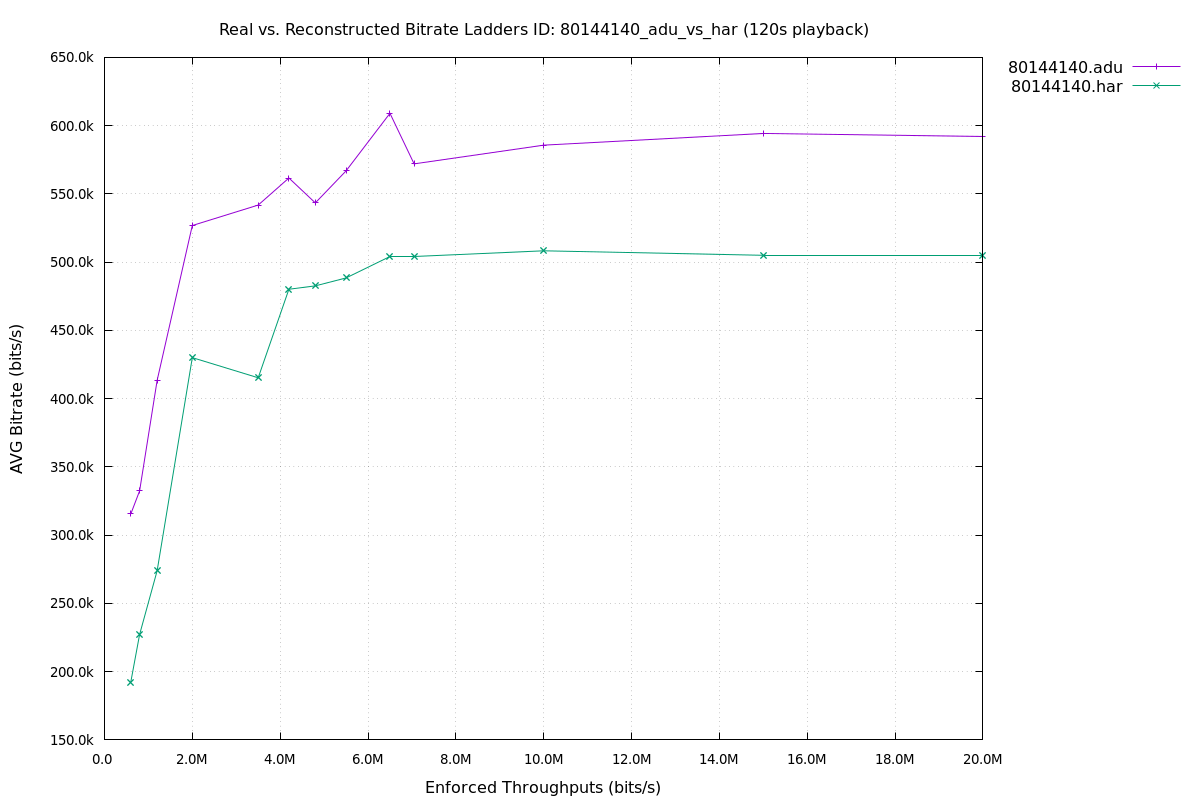 Real vs. Reconstructed Bitrate Ladders ID: 80144140_adu_vs_har (120s playback)
80144140.adu
80144140.har
650.0k
600.0k
550.0k
500.0k
450.0k
400.0k
350.0k
300.0k
250.0k
200.0k
150.0k
AVG Bitrate (bits/s)
0.0 2.0M 4.0M 6.0M 8.0M 10.0M 12.0M 14.0M 16.0M 18.0M 20.0M
Enforced Throughputs (bits/s)